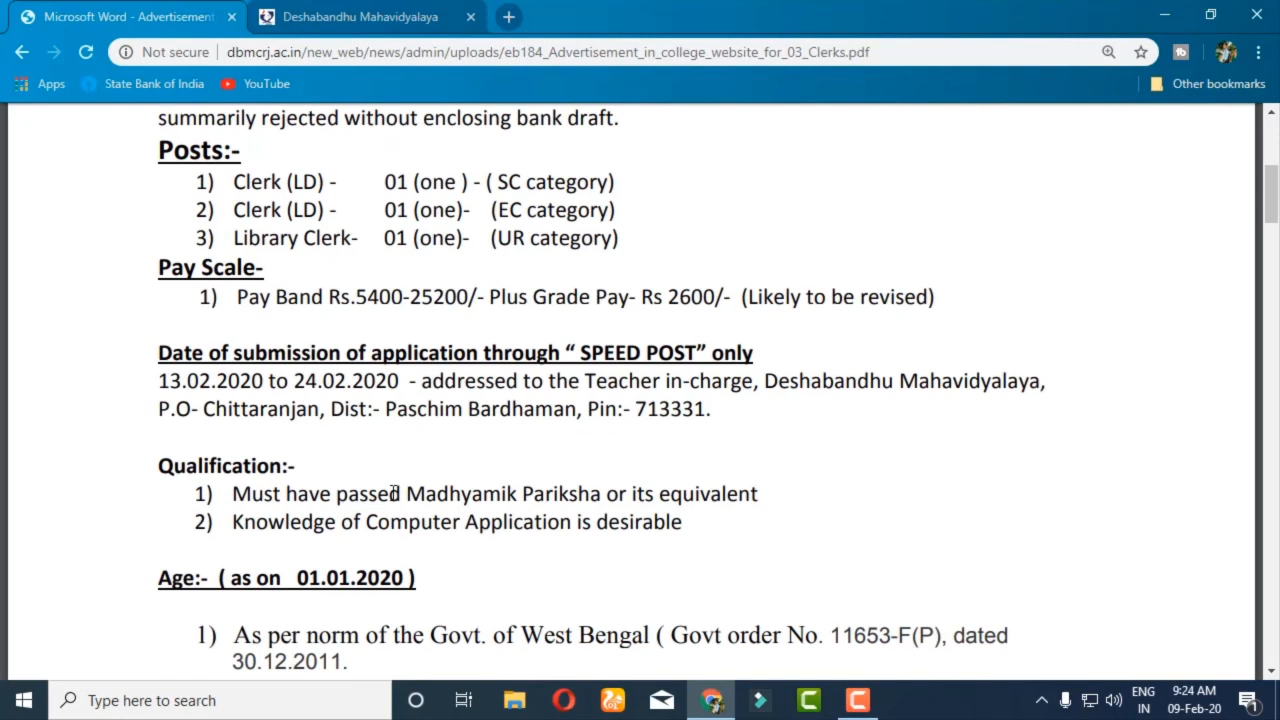 Microsoft Word - Advertisement
Deshabandhu Mahavidyalaya
Not secure
dbmcrj.ac.in/new_web/news/admin/uploads/eb184_Advertisement_in_college_website_for_03_Clerks.pdf
Apps
State Bank of India
YouTube
Other bookmarks
summarily rejected without enclosing bank draft.
Posts:-
1) Clerk (LD) - 01 (one ) - ( SC category)
2) Clerk (LD) - 01 (one)- (EC category)
3) Library Clerk- 01 (one)- (UR category)
Pay Scale-
1) Pay Band Rs.5400-25200/- Plus Grade Pay- Rs 2600/- (Likely to be revised)
Date of submission of application through “ SPEED POST” only
13.02.2020 to 24.02.2020 - addressed to the Teacher in-charge, Deshabandhu Mahavidyalaya,
P.O- Chittaranjan, Dist:- Paschim Bardhaman, Pin:- 713331.
Qualification:-
1) Must have passed Madhyamik Pariksha or its equivalent
2) Knowledge of Computer Application is desirable
Age:- ( as on 01.01.2020 )
1) As per norm of the Govt. of West Bengal ( Govt order No. 11653-F(P), dated
30.12.2011.
Type here to search
ENG
IN
9:24 AM
09-Feb-20
1